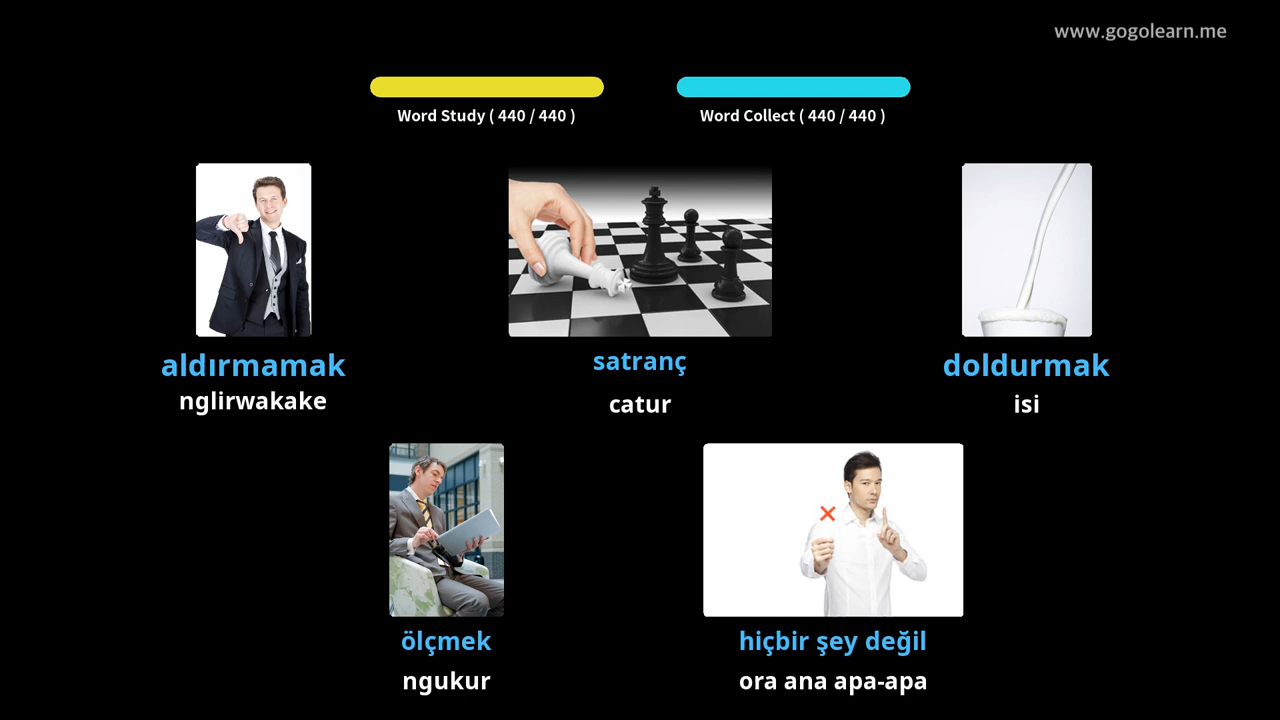 www.gogolearn.me
Word Study ( 440 / 440 )
Word Collect ( 440 / 440 )
aldırmamak
nglirwakake
satranç
catur
doldurmak
isi
ölçmek
ngukur
hiçbir şey değil
ora ana apa-apa